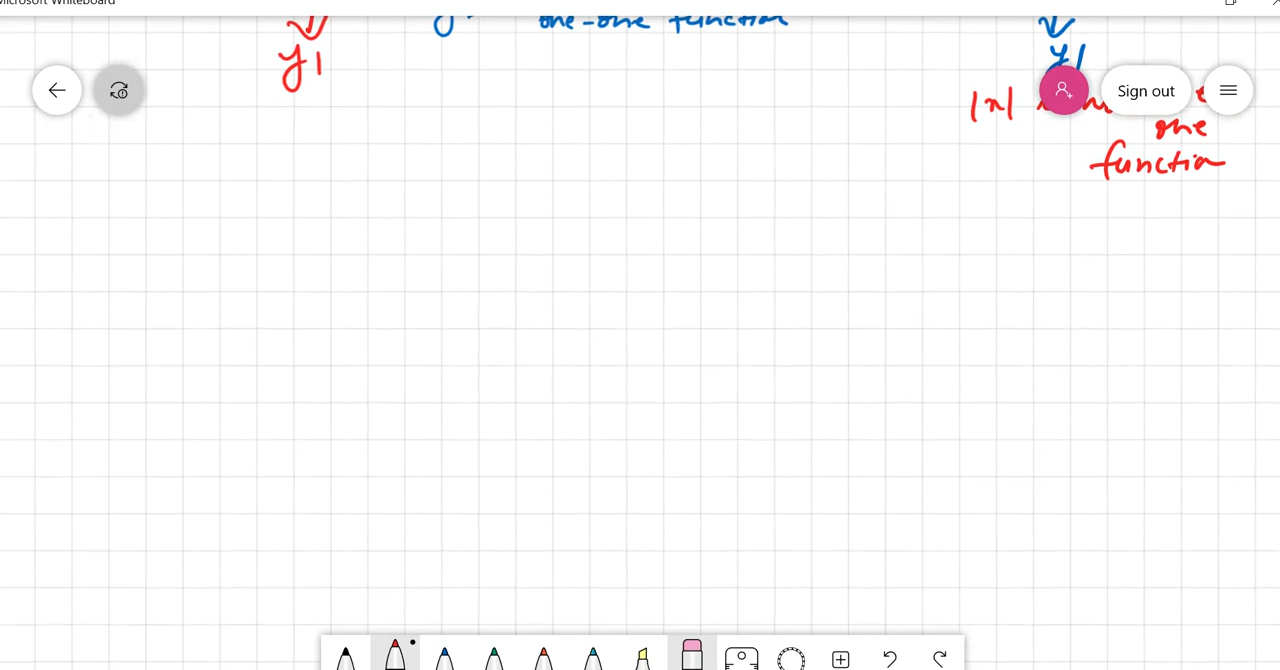 Microsoft Whiteboard
one-one function
y1
y1
Sign out
|x|
one
function